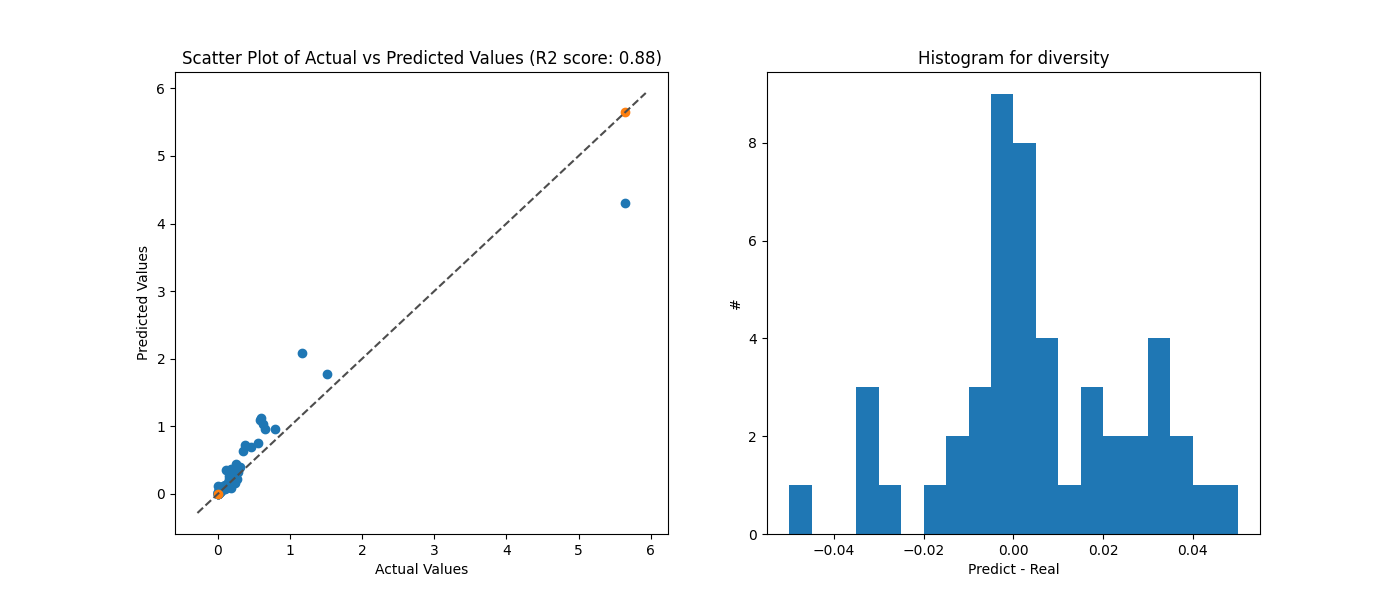 Scatter Plot of Actual vs Predicted Values (R2 score: 0.88)
6
5
4
3
2
1
0
Predicted Values
0 1 2 3 4 5 6
Actual Values
Histogram for diversity
8
6
4
2
0
#
−0.04 −0.02 0.00 0.02 0.04
Predict - Real